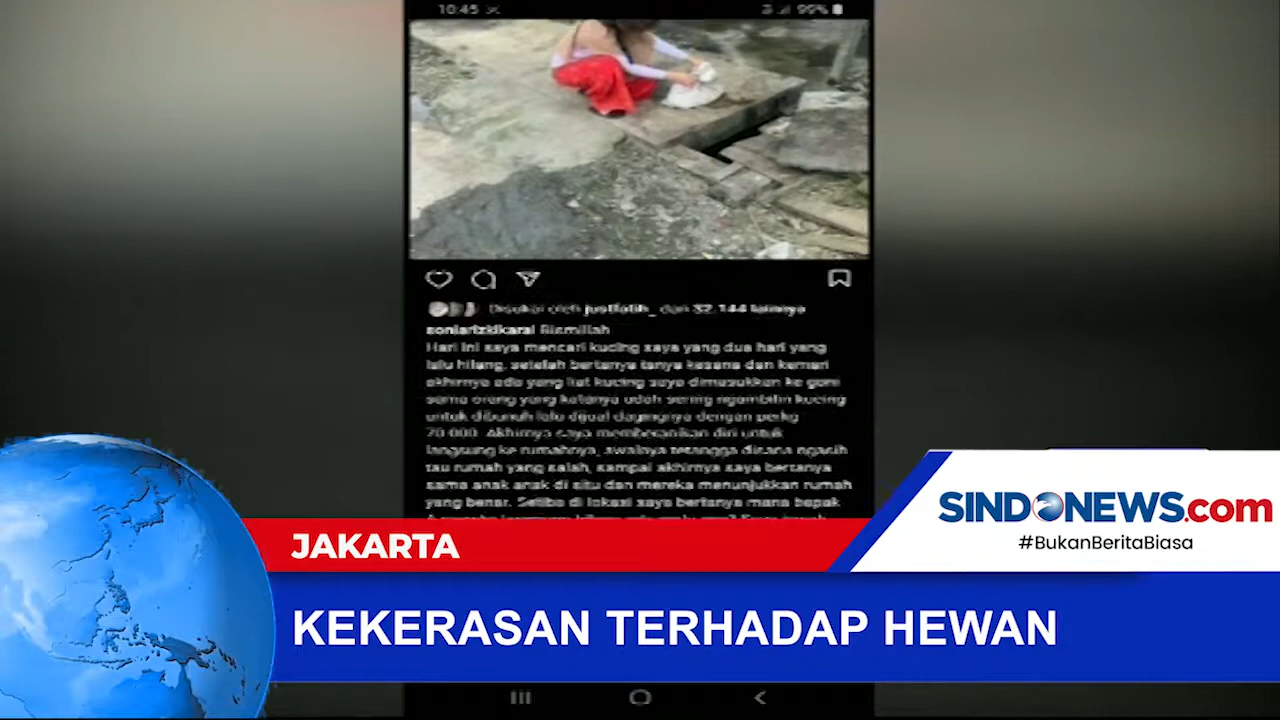 10:45
99%
Disukai oleh justfatih_ dan 32.144 lainnya
soniarizkikarai Bismillah
Hari ini saya mencari kucing saya yang dua hari yang
lalu hilang, setelah bertanya tanya kesana dan kemari
akhirnya ada yang liat kucing saya dimasukkan ke goni
sama orang yang katanya udah sering ngambilin kucing
untuk dibunuh lalu dijual dagingnya dengan perkg
70.000. Akhirnya saya memberanikan diri untuk
langsung ke rumahnya, awalnya tetangga disana ngasih
tau rumah yang salah, sampai akhirnya saya bertanya
sama anak anak di situ dan mereka menunjukkan rumah
yang benar. Setiba di lokasi saya bertanya mana bapak
SINDONEWS.com
#BukanBeritaBiasa
JAKARTA
KEKERASAN TERHADAP HEWAN